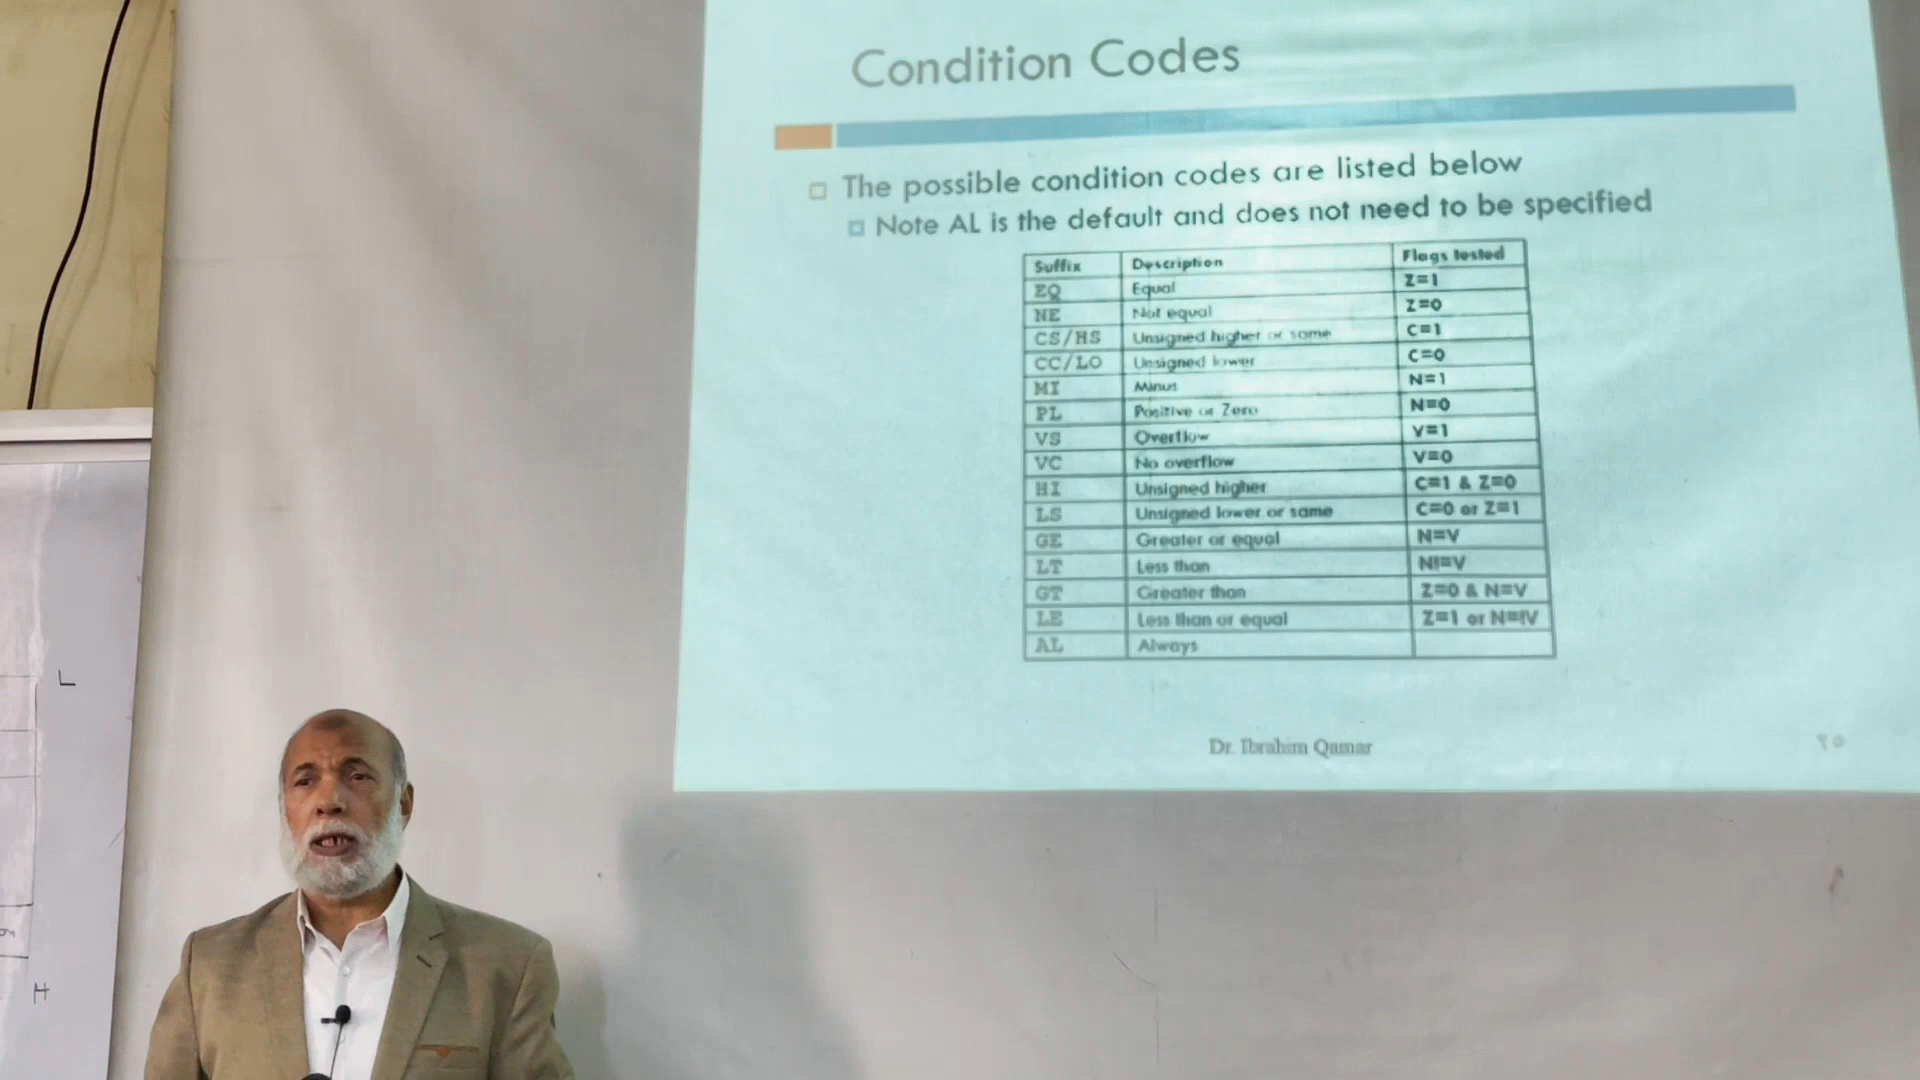 Condition Codes
The possible condition codes are listed below
Note AL is the default and does not need to be specified
Suffix Description Flags tested
EQ Equal Z=1
NE Not equal Z=0
CS/HS Unsigned higher or same C=1
CC/LO Unsigned lower C=0
MI Minus N=1
PL Positive or Zero N=0
VS Overflow V=1
VC No overflow V=0
HI Unsigned higher C=1 & Z=0
LS Unsigned lower or same C=0 or Z=1
GE Greater or equal N=V
LT Less than N!=V
GT Greater than Z=0 & N=V
LE Less than or equal Z=1 or N=!V
AL Always
Dr. Ibrahim Qamar
٢٥
L
H